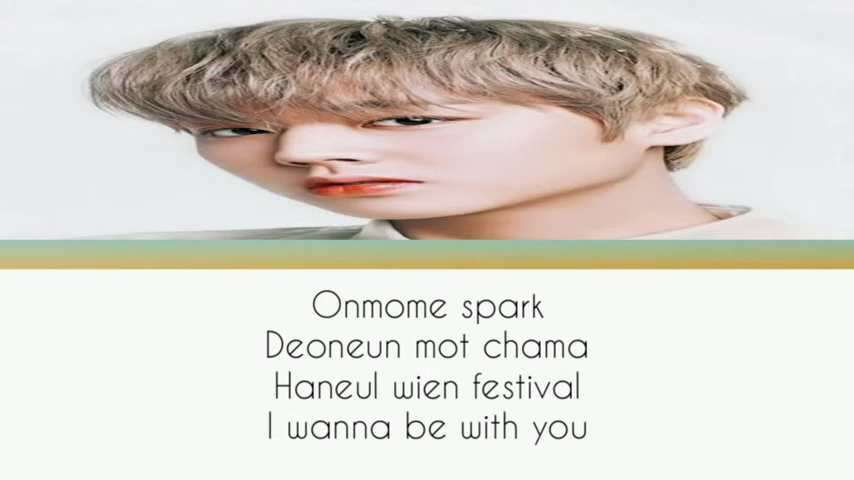 Onmome spark
Deoneun mot chama
Haneul wien festival
I wanna be with you